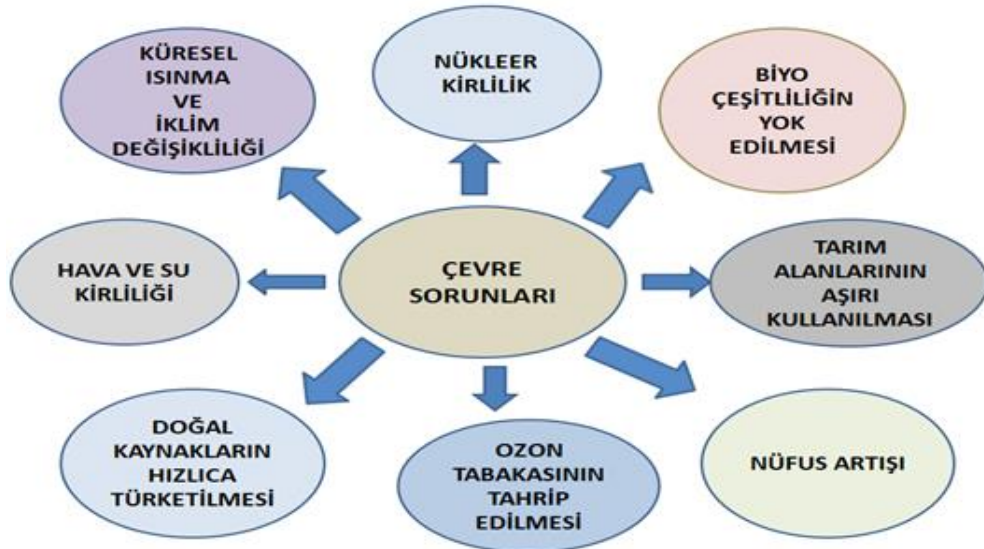 KÜRESEL
ISINMA
VE
İKLİM
DEĞİŞİKLİLİĞİ
NÜKLEER
KİRLİLİK
BİYO
ÇEŞİTLİLİĞİN
YOK
EDİLMESİ
HAVA VE SU
KİRLİLİĞİ
ÇEVRE
SORUNLARI
TARIM
ALANLARININ
AŞIRI
KULLANILMASI
DOĞAL
KAYNAKLARIN
HIZLICA
TÜRKETİLMESİ
OZON
TABAKASININ
TAHRİP
EDİLMESİ
NÜFUS ARTIŞI